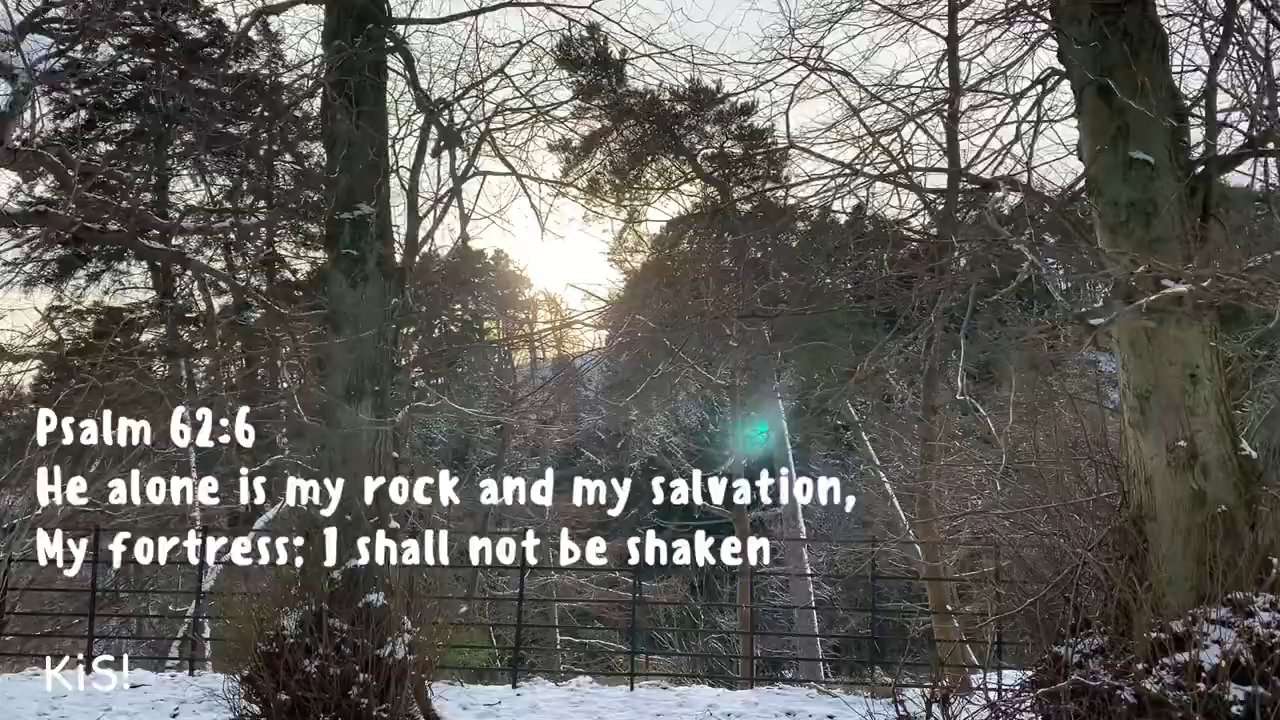 Psalm 62:6
He alone is my rock and my salvation,
My fortress; I shall not be shaken
KiS!